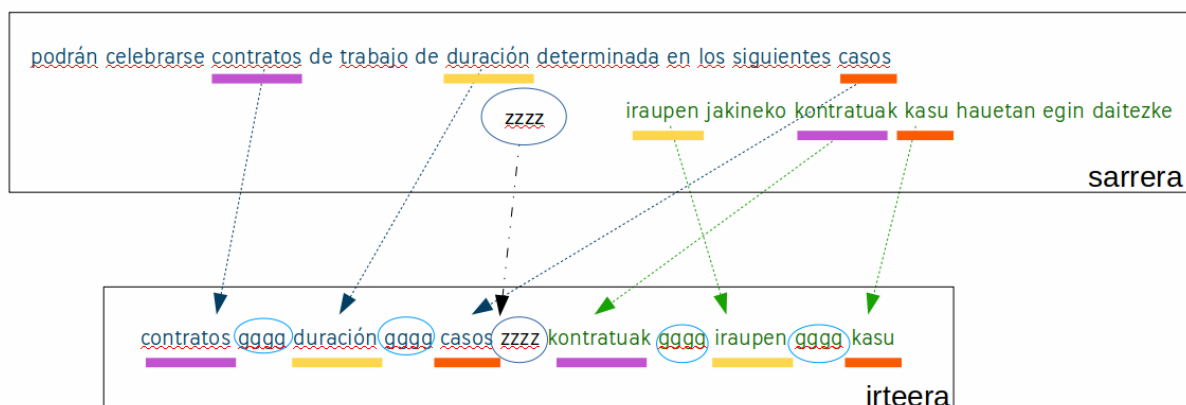 podrán celebrarse contratos de trabajo de duración determinada en los siguientes casos
zzzz
iraupen jakineko kontratuak kasu hauetan egin daitezke
sarrera
contratos gggg duración gggg casos zzzz kontratuak gggg iraupen gggg kasu
irteera